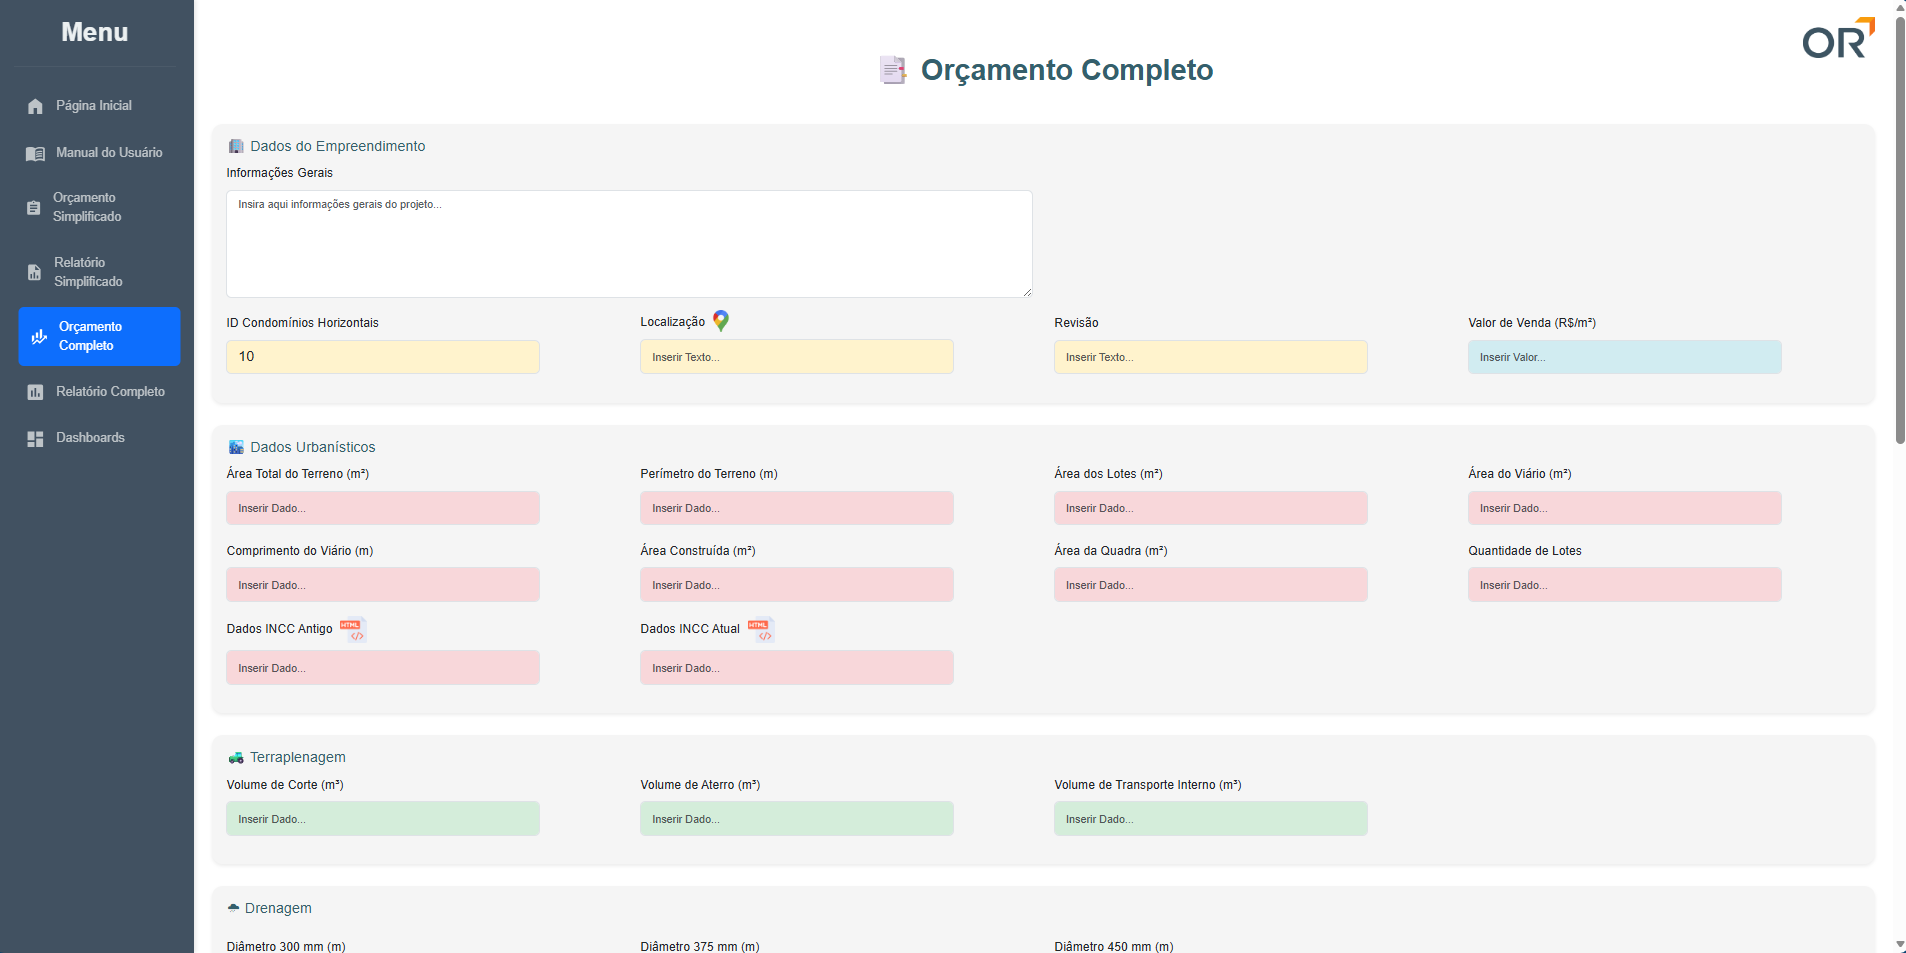 Menu
Página Inicial
Manual do Usuário
Orçamento
Simplificado
Relatório
Simplificado
Orçamento
Completo
Relatório Completo
Dashboards
OR
Orçamento Completo
Dados do Empreendimento
Informações Gerais
Insira aqui informações gerais do projeto...
ID Condomínios Horizontais
Localização
Revisão
Valor de Venda (R$/m²)
10
Inserir Texto...
Inserir Texto...
Inserir Valor...
Dados Urbanísticos
Área Total do Terreno (m²)
Perímetro do Terreno (m)
Área dos Lotes (m²)
Área do Viário (m²)
Inserir Dado...
Inserir Dado...
Inserir Dado...
Inserir Dado...
Comprimento do Viário (m)
Área Construída (m²)
Área da Quadra (m²)
Quantidade de Lotes
Inserir Dado...
Inserir Dado...
Inserir Dado...
Inserir Dado...
Dados INCC Antigo
HTML
</>
Dados INCC Atual
HTML
</>
Inserir Dado...
Inserir Dado...
Terraplenagem
Volume de Corte (m³)
Volume de Aterro (m³)
Volume de Transporte Interno (m³)
Inserir Dado...
Inserir Dado...
Inserir Dado...
Drenagem
Diâmetro 300 mm (m)
Diâmetro 375 mm (m)
Diâmetro 450 mm (m)